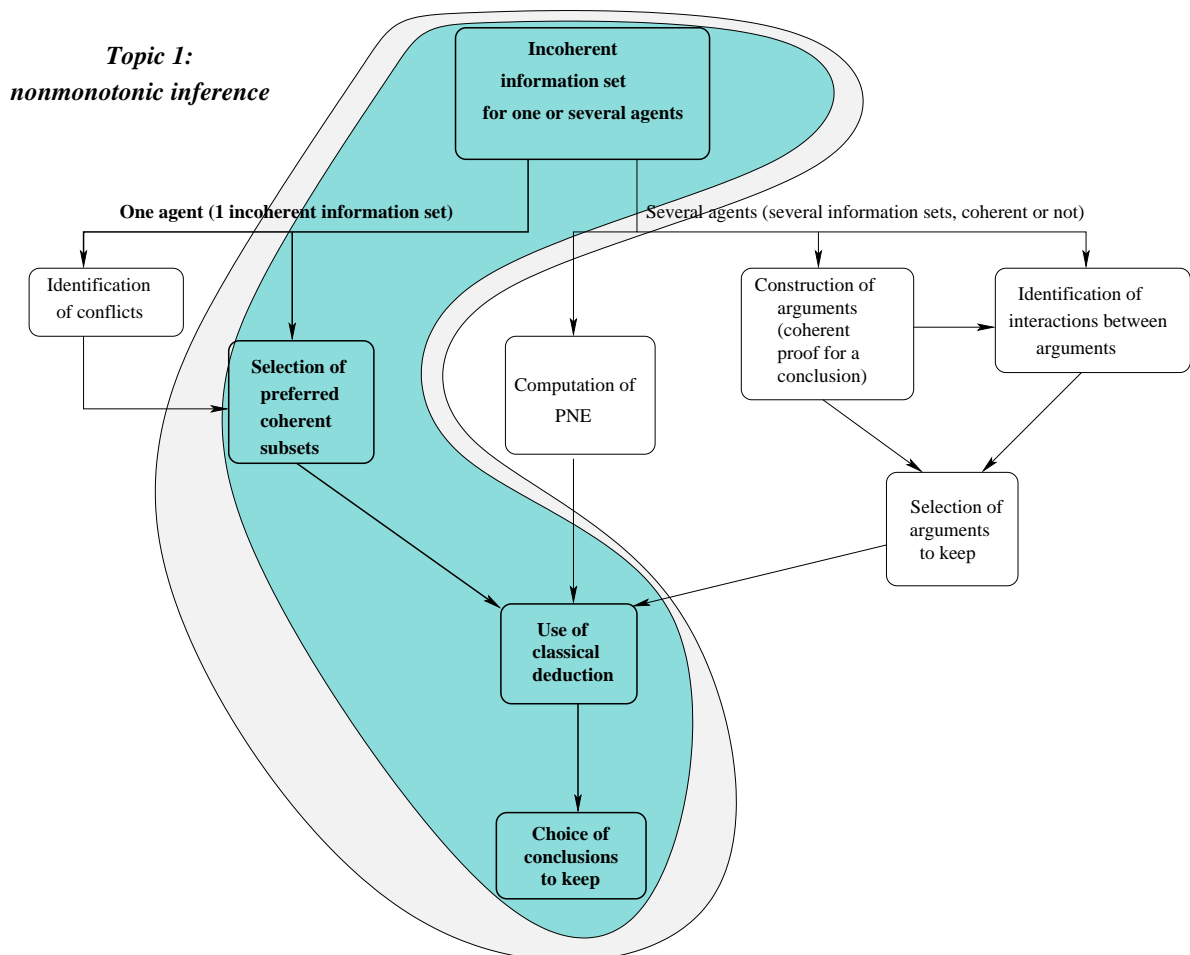 Topic 1:
nonmonotonic inference
Incoherent
information set
for one or several agents
One agent (1 incoherent information set)
Several agents (several information sets, coherent or not)
Identification
of conflicts
Selection of
preferred
coherent
subsets
Computation of
PNE
Construction of
arguments
(coherent
proof for a
conclusion)
Identification of
interactions between
arguments
Selection of
arguments
to keep
Use of
classical
deduction
Choice of
conclusions
to keep